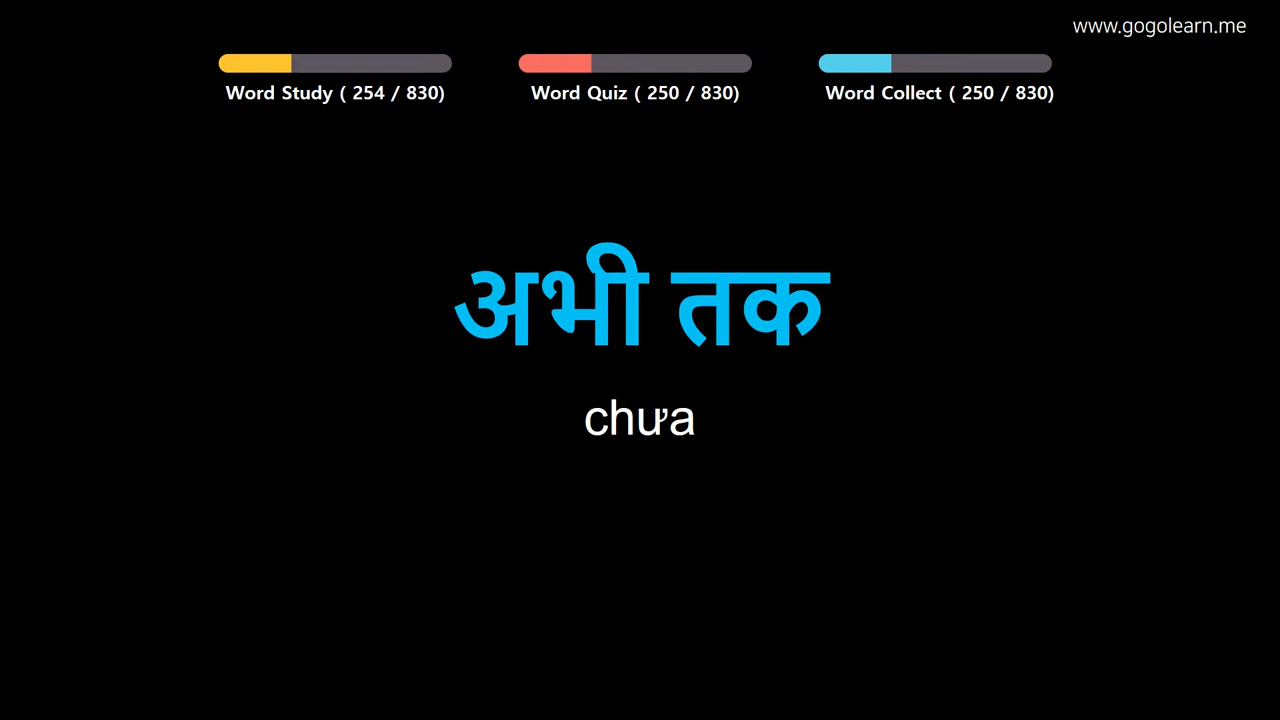 www.gogolearn.me
Word Study ( 254 / 830)
Word Quiz ( 250 / 830)
Word Collect ( 250 / 830)
अभी तक
chưa